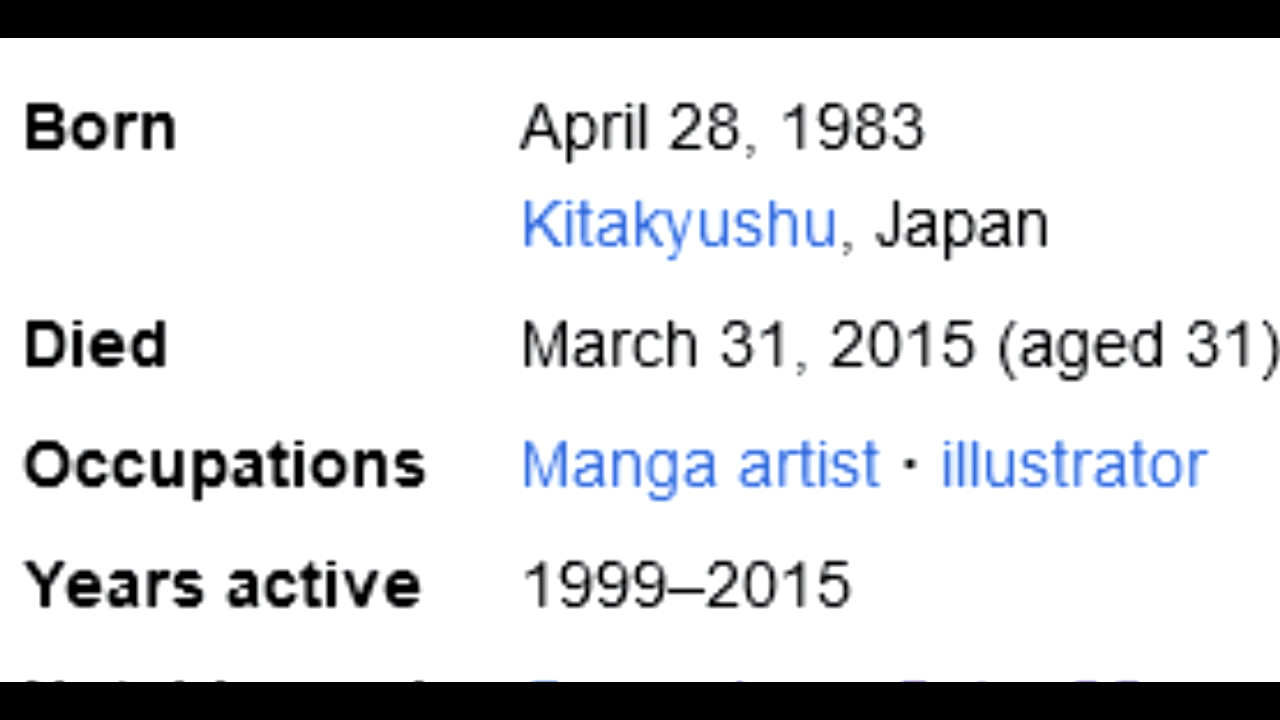 Born April 28, 1983
Kitakyushu, Japan
Died March 31, 2015 (aged 31)
Occupations Manga artist · illustrator
Years active 1999–2015